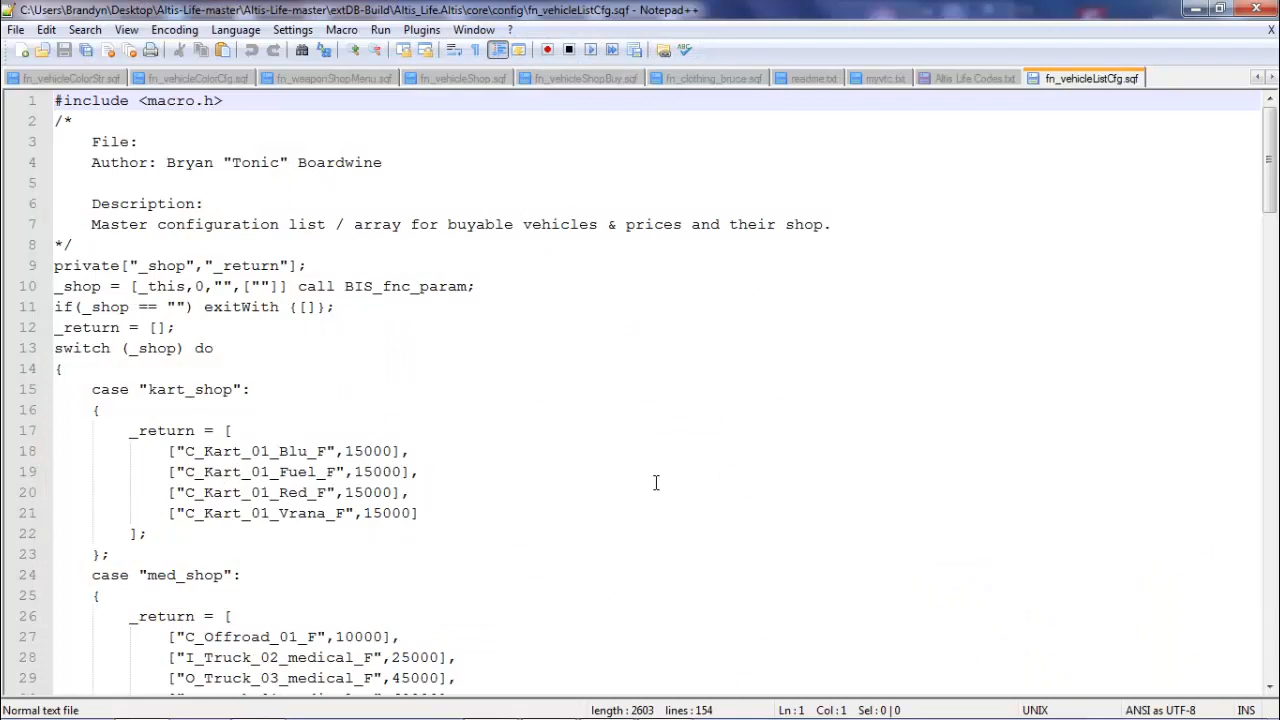 C:\Users\Brandyn\Desktop\Altis-Life-master\Altis-Life-master\extDB-Build\Altis_Life.Altis\core\config\fn_vehicleListCfg.sqf - Notepad++
File Edit Search View Encoding Language Settings Macro Run Plugins Window ? X
fn_vehicleColorStr.sqf fn_vehicleColorCfg.sqf fn_weaponShopMenu.sqf fn_vehicleShop.sqf fn_vehicleShopBuy.sqf fn_clothing_bruce.sqf readme.txt myvtc.txt Altis Life Codes.txt fn_vehicleListCfg.sqf
1 #include <macro.h>
2 /*
3 File:
4 Author: Bryan "Tonic" Boardwine
5
6 Description:
7 Master configuration list / array for buyable vehicles & prices and their shop.
8 */
9 private["_shop","_return"];
10 _shop = [_this,0,"",[""]] call BIS_fnc_param;
11 if(_shop == "") exitWith {[]};
12 _return = [];
13 switch (_shop) do
14 {
15 case "kart_shop":
16 {
17 _return = [
18 ["C_Kart_01_Blu_F",15000],
19 ["C_Kart_01_Fuel_F",15000],
20 ["C_Kart_01_Red_F",15000],
21 ["C_Kart_01_Vrana_F",15000]
22 ];
23 };
24 case "med_shop":
25 {
26 _return = [
27 ["C_Offroad_01_F",10000],
28 ["I_Truck_02_medical_F",25000],
29 ["O_Truck_03_medical_F",45000],
Normal text file length : 2603 lines : 154 Ln : 1 Col : 1 Sel : 0 | 0 UNIX ANSI as UTF-8 INS